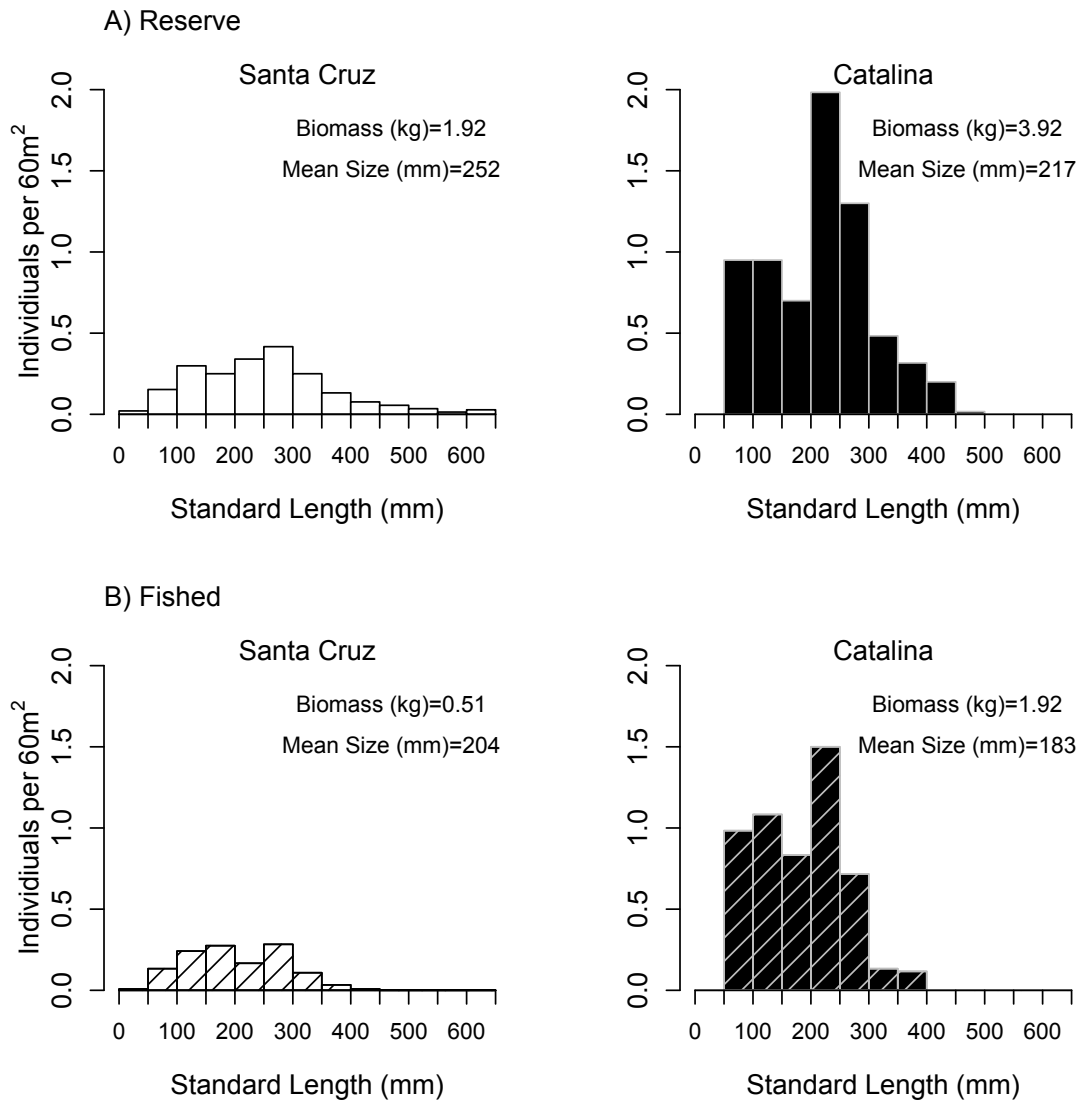 A) Reserve
Santa Cruz
Biomass (kg)=1.92
Mean Size (mm)=252
Individiuals per 60m²
0.0 0.5 1.0 1.5 2.0
0 100 200 300 400 500 600
Standard Length (mm)
Catalina
Biomass (kg)=3.92
Mean Size (mm)=217
0.0 0.5 1.0 1.5 2.0
0 100 200 300 400 500 600
Standard Length (mm)
B) Fished
Santa Cruz
Biomass (kg)=0.51
Mean Size (mm)=204
Individiuals per 60m²
0.0 0.5 1.0 1.5 2.0
0 100 200 300 400 500 600
Standard Length (mm)
Catalina
Biomass (kg)=1.92
Mean Size (mm)=183
0.0 0.5 1.0 1.5 2.0
0 100 200 300 400 500 600
Standard Length (mm)